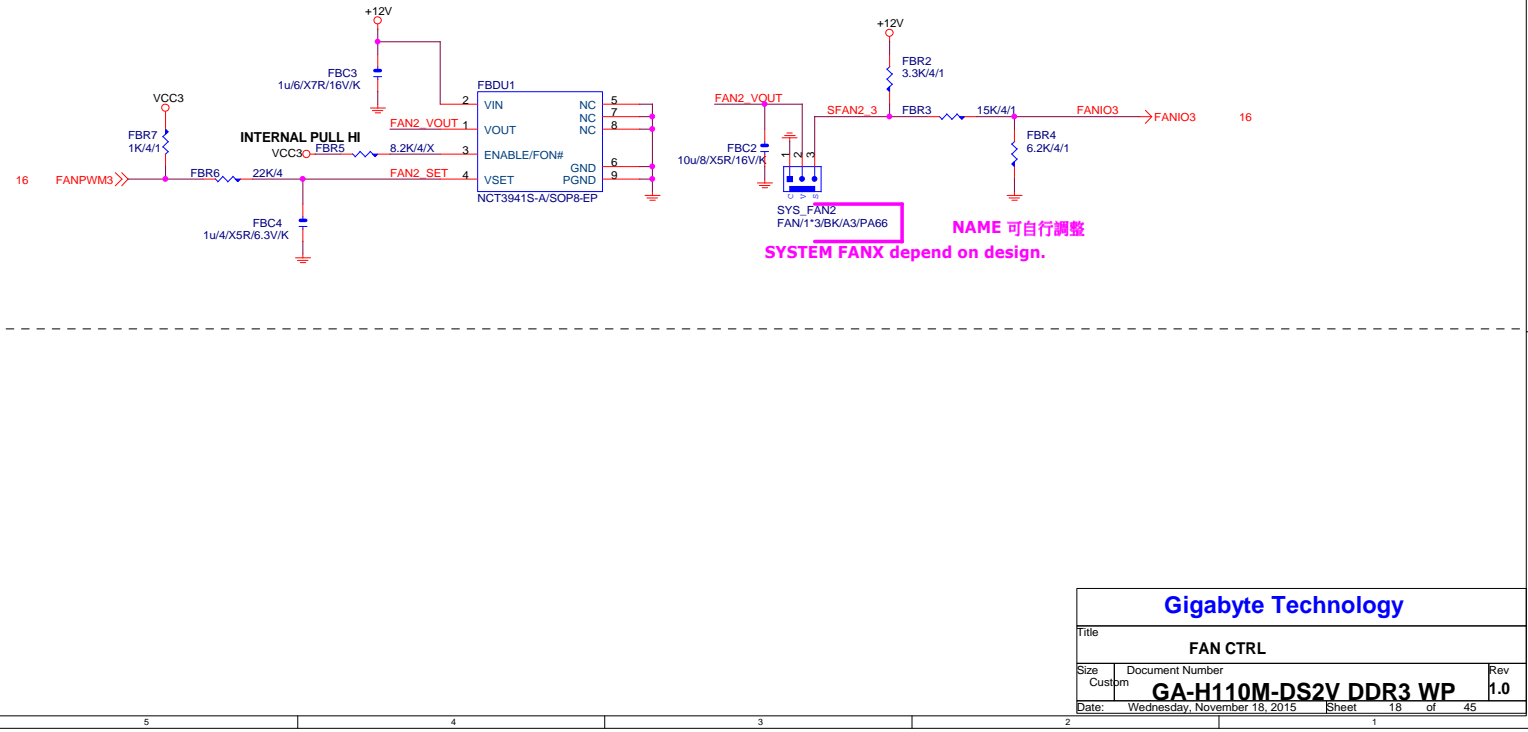 +12V
FBC3
1u/6/X7R/16V/K
VCC3
FBR7
1K/4/1
INTERNAL PULL HI
VCC3
FBR5
8.2K/4/X
16
FANPWM3
FBR6
22K/4
FBC4
1u/4/X5R/6.3V/K
FAN2_VOUT
FAN2_SET
FBDU1
2
VIN
1
VOUT
3
ENABLE/FON#
4
VSET
NC
5
NC
7
NC
8
GND
6
PGND
9
NCT3941S-A/SOP8-EP
FAN2_VOUT
FBC2
10u/8/X5R/16V/K
1
2
3
C
V
S
SYS_FAN2
FAN/1*3/BK/A3/PA66
+12V
FBR2
3.3K/4/1
SFAN2_3
FBR3
15K/4/1
FBR4
6.2K/4/1
FANIO3
FANIO3
16
NAME 可自行調整
SYSTEM FANX depend on design.
Gigabyte Technology
Title
FAN CTRL
Size
Custom
Document Number
GA-H110M-DS2V DDR3 WP
Rev
1.0
Date:
Wednesday, November 18, 2015
Sheet
18
of
45
5
4
3
2
1